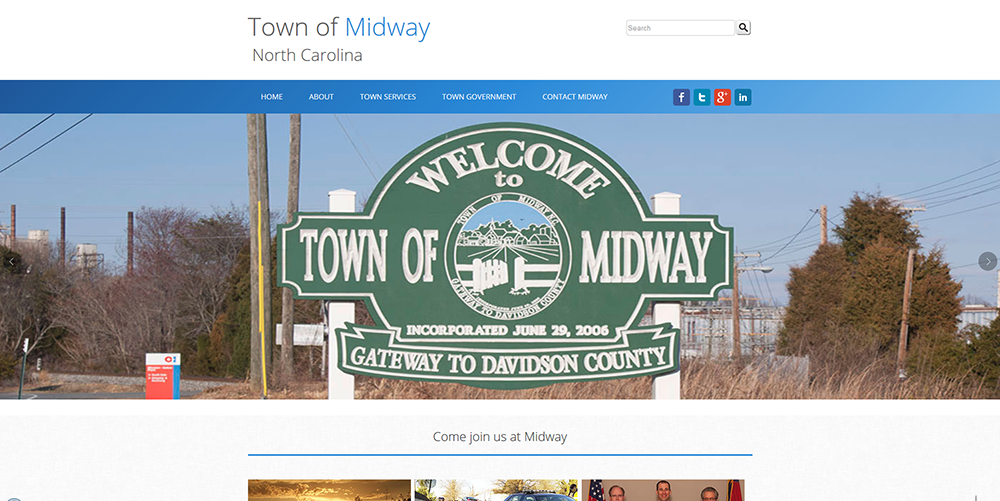 Town of Midway
North Carolina
Search
HOME ABOUT TOWN SERVICES TOWN GOVERNMENT CONTACT MIDWAY
f t g+ in
WELCOME
to
TOWN OF MIDWAY
TOWN OF MIDWAY N.C.
GATEWAY TO DAVIDSON COUNTY
INCORPORATED JUNE 29, 2006
GATEWAY TO DAVIDSON COUNTY
Come join us at Midway